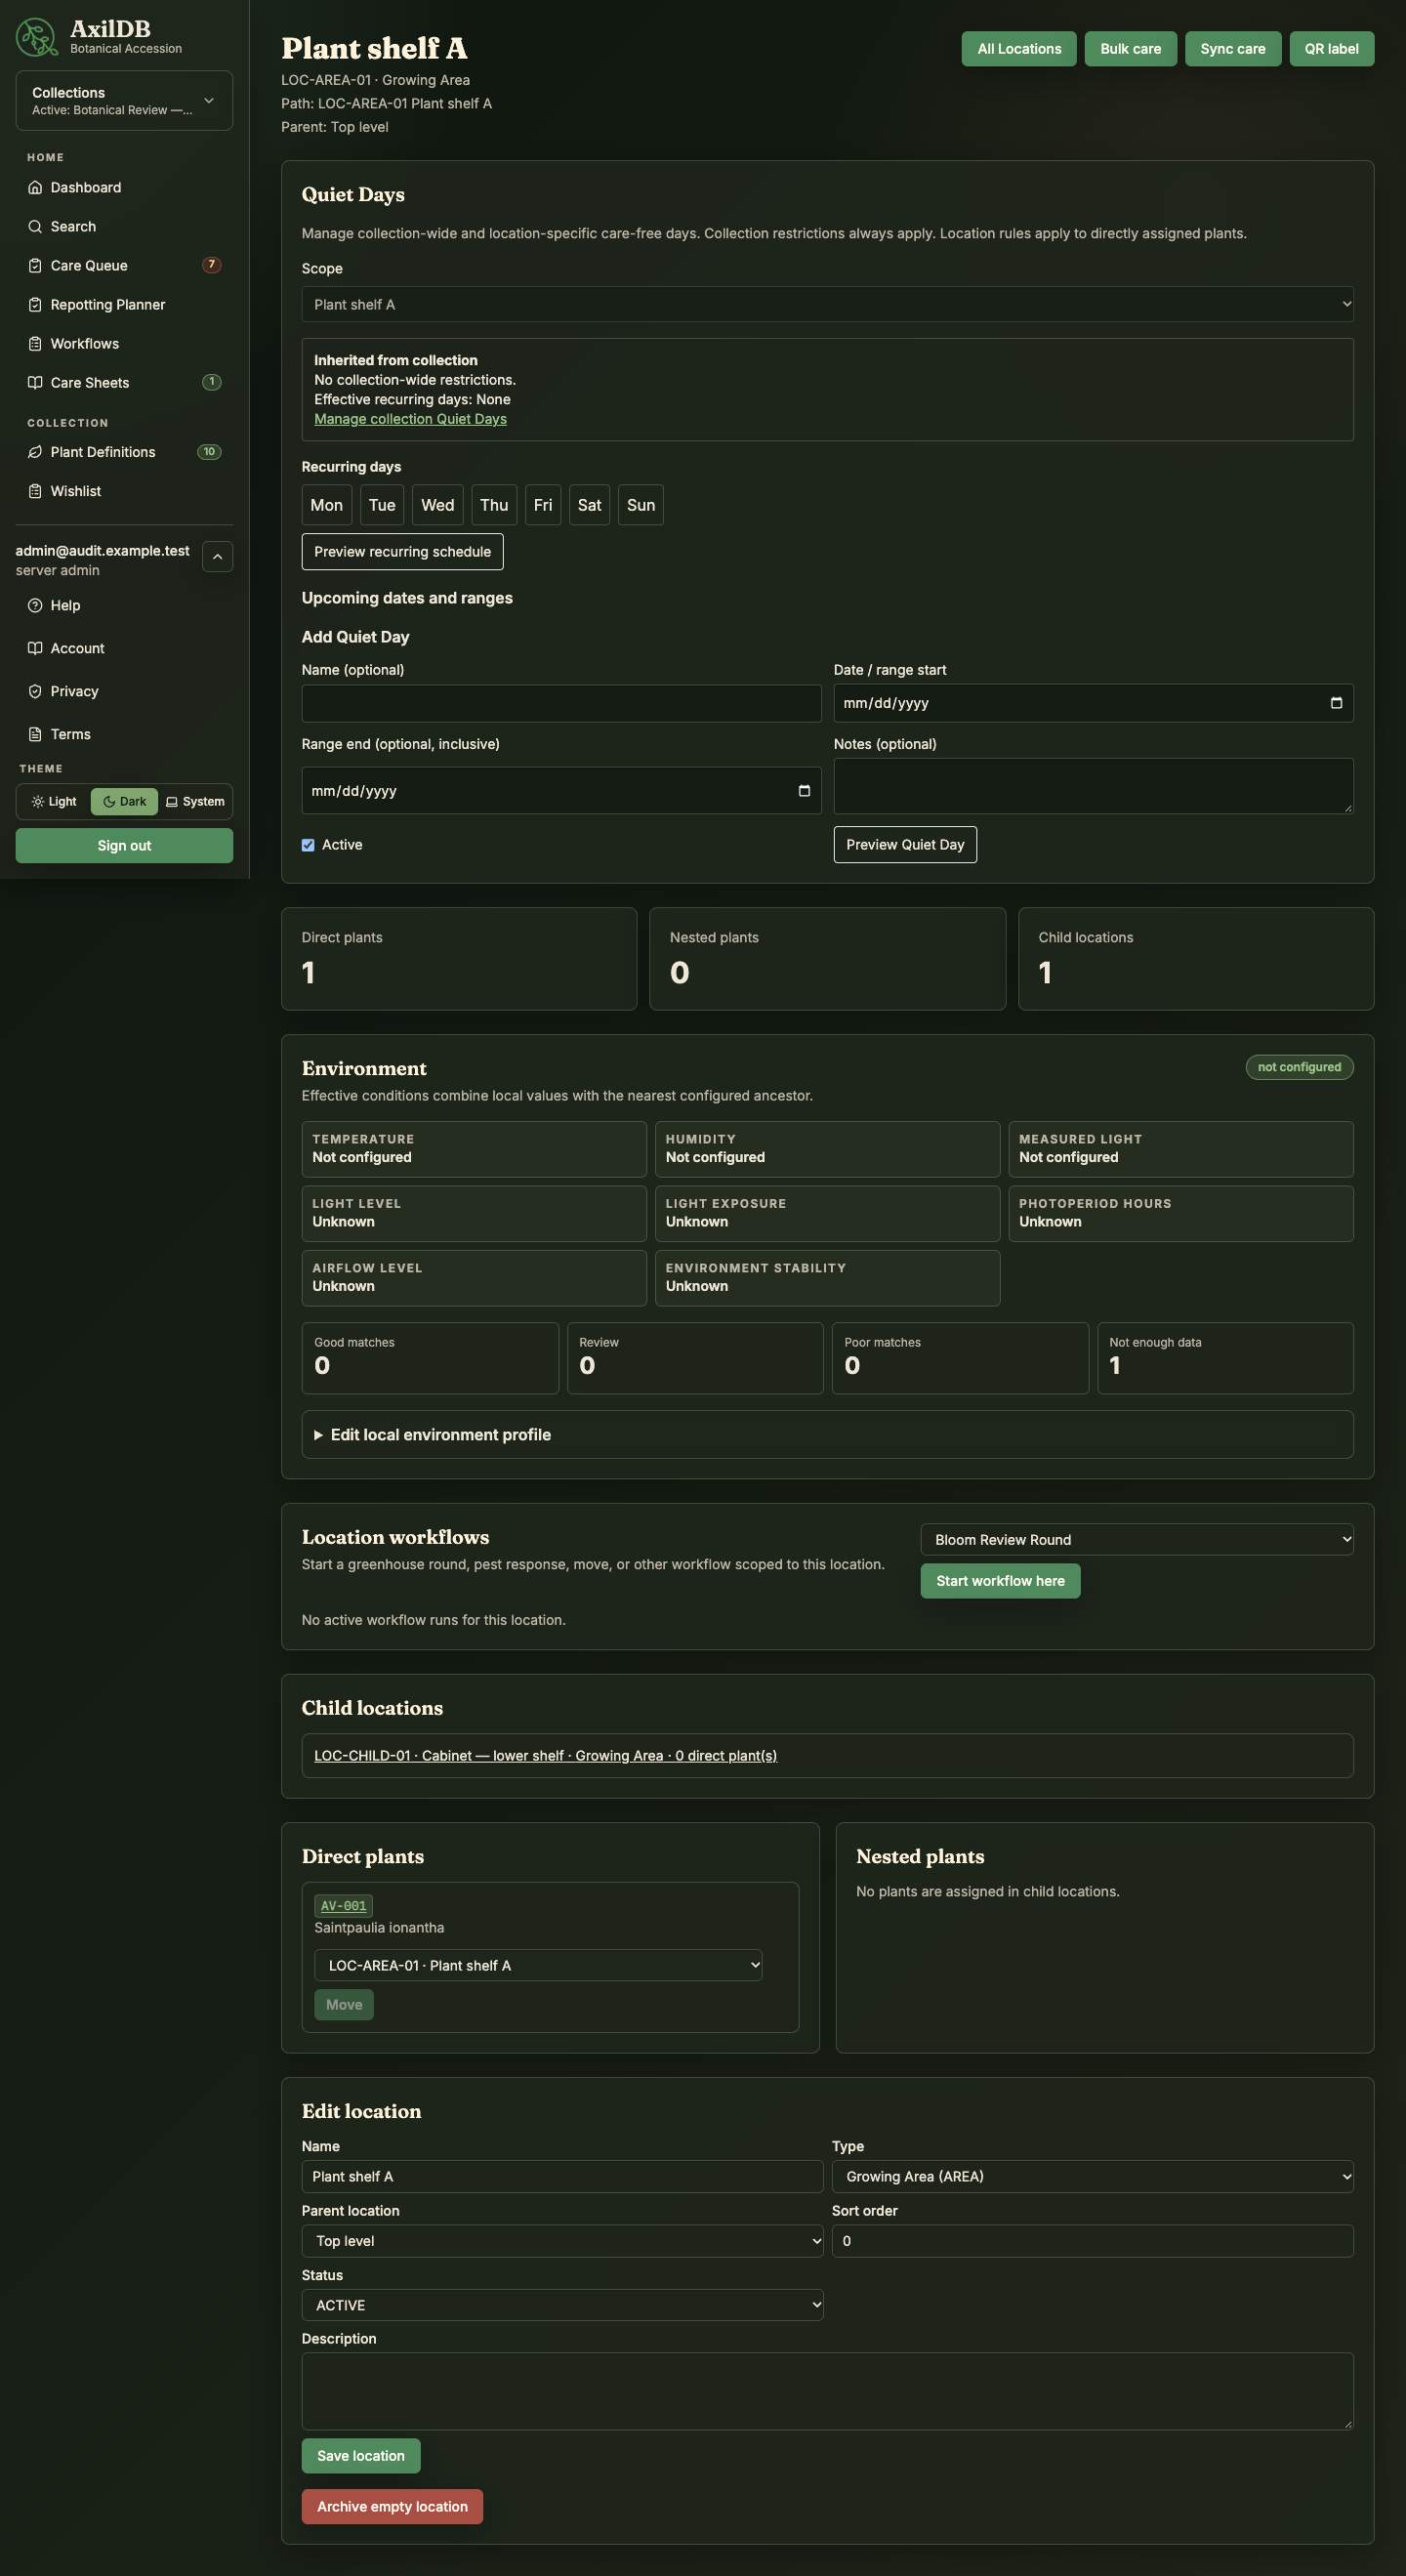 AxilDB
Botanical Accession
Collections
Active: Botanical Review —...
HOME
Dashboard
Search
Care Queue 7
Repotting Planner
Workflows
Care Sheets 1
COLLECTION
Plant Definitions 10
Wishlist
admin@audit.example.test
server admin
Help
Account
Privacy
Terms
THEME
Light Dark System
Sign out
Plant shelf A
LOC-AREA-01 · Growing Area
Path: LOC-AREA-01 Plant shelf A
Parent: Top level
All Locations Bulk care Sync care QR label
Quiet Days
Manage collection-wide and location-specific care-free days. Collection restrictions always apply. Location rules apply to directly assigned plants.
Scope
Plant shelf A
Inherited from collection
No collection-wide restrictions.
Effective recurring days: None
Manage collection Quiet Days
Recurring days
Mon Tue Wed Thu Fri Sat Sun
Preview recurring schedule
Upcoming dates and ranges
Add Quiet Day
Name (optional) Date / range start
mm/dd/yyyy
Range end (optional, inclusive) Notes (optional)
mm/dd/yyyy
Active Preview Quiet Day
Direct plants
1
Nested plants
0
Child locations
1
Environment not configured
Effective conditions combine local values with the nearest configured ancestor.
TEMPERATURE
Not configured
HUMIDITY
Not configured
MEASURED LIGHT
Not configured
LIGHT LEVEL
Unknown
LIGHT EXPOSURE
Unknown
PHOTOPERIOD HOURS
Unknown
AIRFLOW LEVEL
Unknown
ENVIRONMENT STABILITY
Unknown
Good matches
0
Review
0
Poor matches
0
Not enough data
1
Edit local environment profile
Location workflows
Start a greenhouse round, pest response, move, or other workflow scoped to this location.
Bloom Review Round
Start workflow here
No active workflow runs for this location.
Child locations
LOC-CHILD-01 · Cabinet — lower shelf · Growing Area · 0 direct plant(s)
Direct plants
AV-001
Saintpaulia ionantha
LOC-AREA-01 · Plant shelf A
Move
Nested plants
No plants are assigned in child locations.
Edit location
Name Type
Plant shelf A Growing Area (AREA)
Parent location Sort order
Top level 0
Status
ACTIVE
Description
Save location
Archive empty location